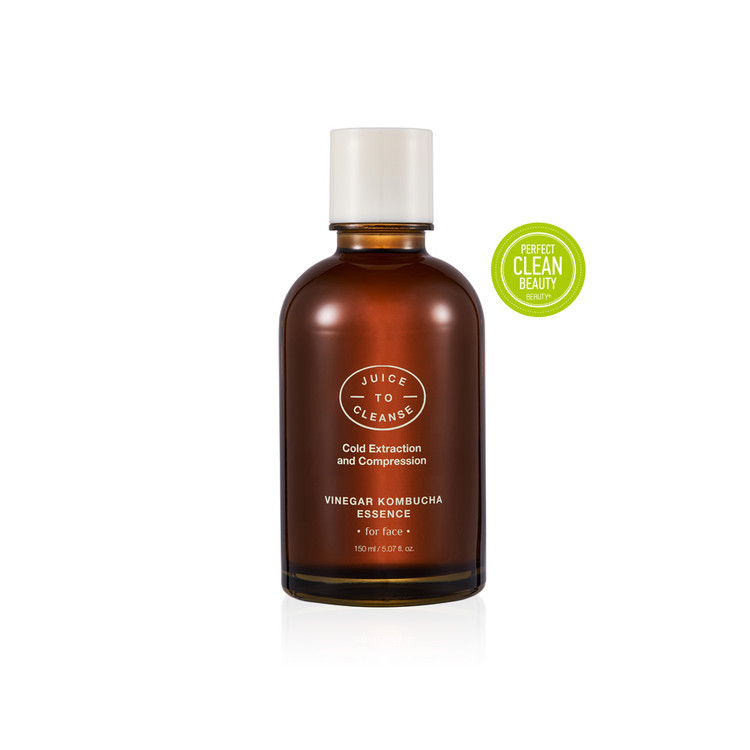 JUICE
TO
CLEANSE
Cold Extraction
and Compression
VINEGAR KOMBUCHA
ESSENCE
• for face •
150 ml / 5.07 fl. oz.
PERFECT
CLEAN
BEAUTY
BEAUTY+